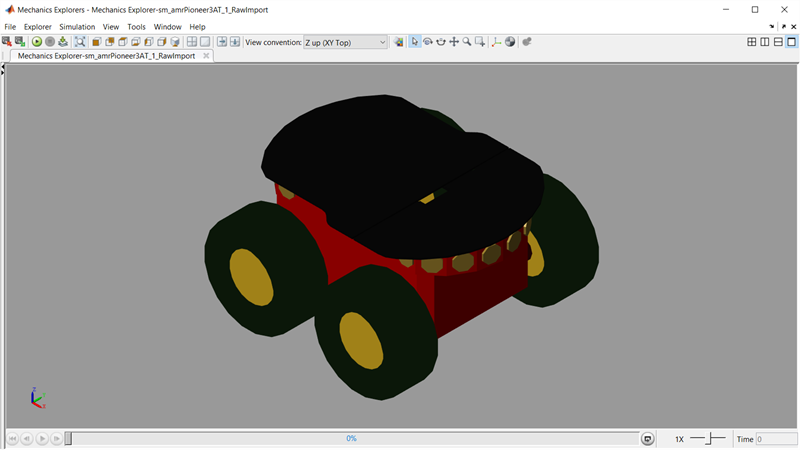 Mechanics Explorers - Mechanics Explorer-sm_amrPioneer3AT_1_RawImport
File Explorer Simulation View Tools Window Help
View convention: Z up (XY Top)
Mechanics Explorer-sm_amrPioneer3AT_1_RawImport
Z
Y
X
0%
1X
Time 0